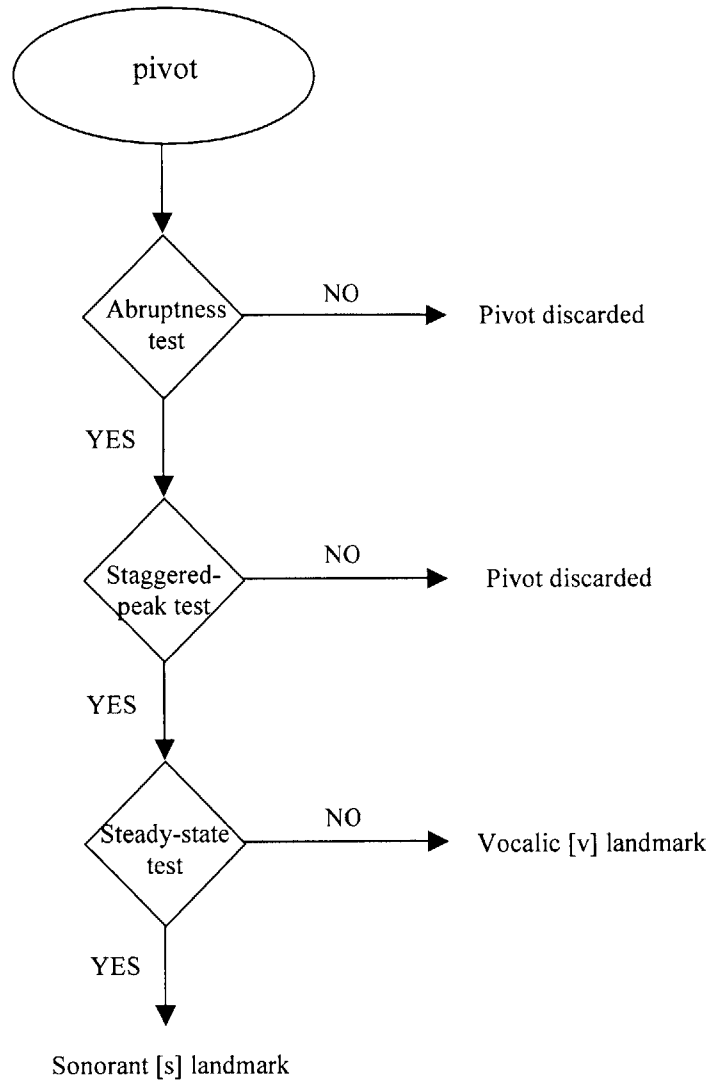 pivot
Abruptness
test
NO
Pivot discarded
YES
Staggered-
peak test
NO
Pivot discarded
YES
Steady-state
test
NO
Vocalic [v] landmark
YES
Sonorant [s] landmark